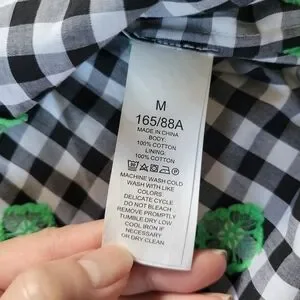 M
165/88A
MADE IN CHINA
BODY:
100% COTTON
LINING:
100% COTTON
MACHINE WASH COLD
WASH WITH LIKE
COLORS
DELICATE CYCLE
DO NOT BLEACH
REMOVE PROMPTLY
TUMBLE DRY LOW
COOL IRON IF
NECESSARY
OR DRY CLEAN